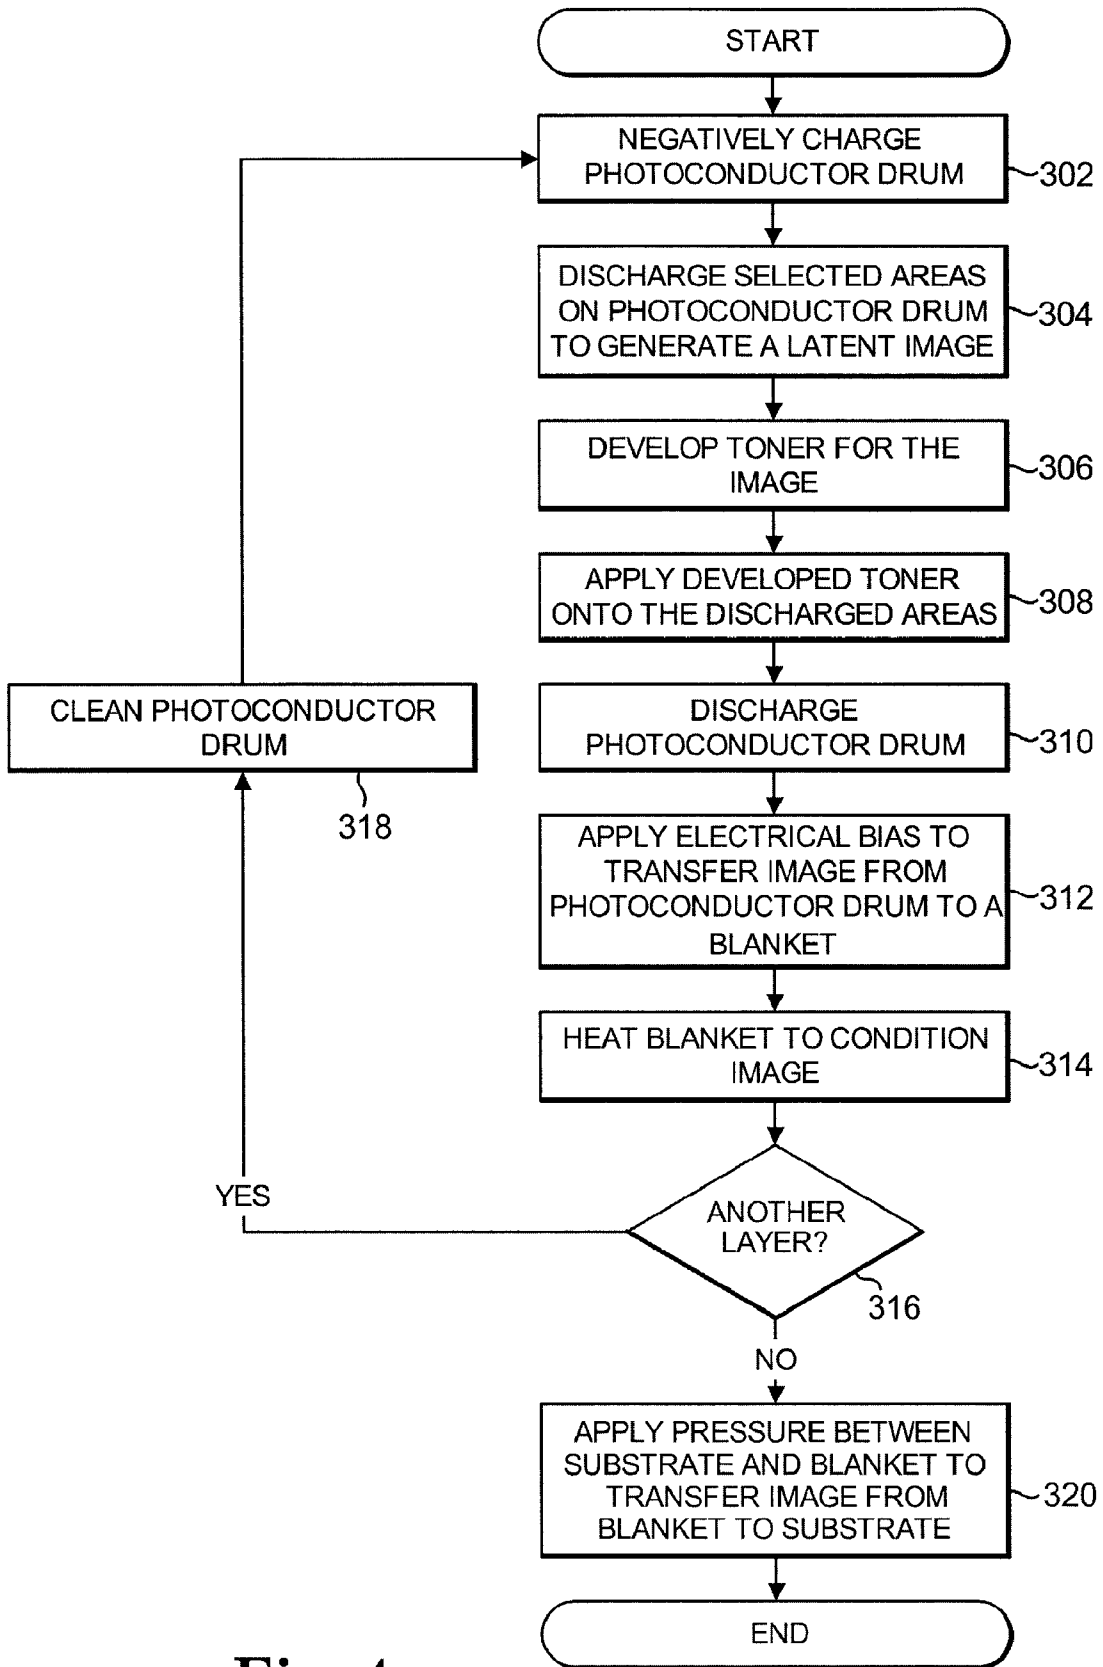 START
NEGATIVELY CHARGE
PHOTOCONDUCTOR DRUM
302
DISCHARGE SELECTED AREAS
ON PHOTOCONDUCTOR DRUM
TO GENERATE A LATENT IMAGE
304
DEVELOP TONER FOR THE
IMAGE
306
APPLY DEVELOPED TONER
ONTO THE DISCHARGED AREAS
308
DISCHARGE
PHOTOCONDUCTOR DRUM
310
CLEAN PHOTOCONDUCTOR
DRUM
318
APPLY ELECTRICAL BIAS TO
TRANSFER IMAGE FROM
PHOTOCONDUCTOR DRUM TO A
BLANKET
312
HEAT BLANKET TO CONDITION
IMAGE
314
YES
ANOTHER
LAYER?
316
NO
APPLY PRESSURE BETWEEN
SUBSTRATE AND BLANKET TO
TRANSFER IMAGE FROM
BLANKET TO SUBSTRATE
320
END